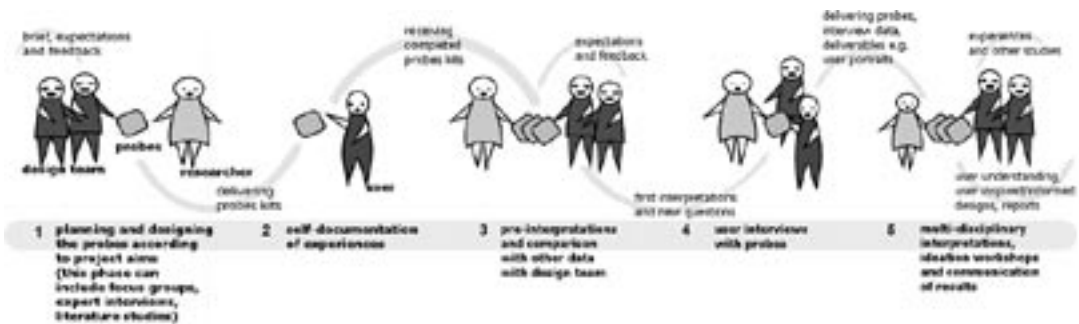 brief, expectations
and feedback
design team
probes
researcher
delivering
probes kits
user
receiving
completed
probes kits
expectations
and feedback
first interpretations
and new questions
delivering probes,
interview data,
deliverables e.g.
user portraits
experiences
and other studies
user understanding,
user inspired/informed
designs, reports
1 planning and designing
the probes according
to project aims
(this phase can
include focus groups,
expert interviews,
literature studies)
2 self-documentation
of experiences
3 pre-interpretations
and comparison
with other data
with design team
4 user interviews
with probes
5 multi-disciplinary
interpretations,
ideation workshops
and communication
of results